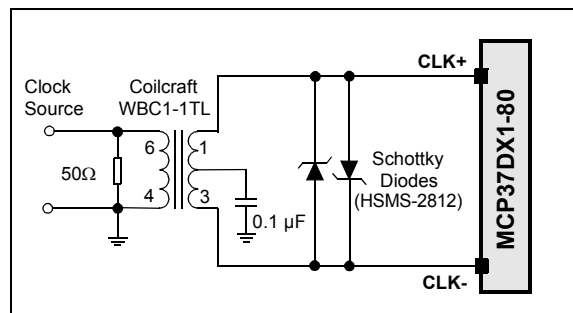 Clock
Source
Coilcraft
WBC1-1TL
50Ω
6
4
1
3
0.1 µF
CLK+
Schottky
Diodes
(HSMS-2812)
CLK-
MCP37DX1-80